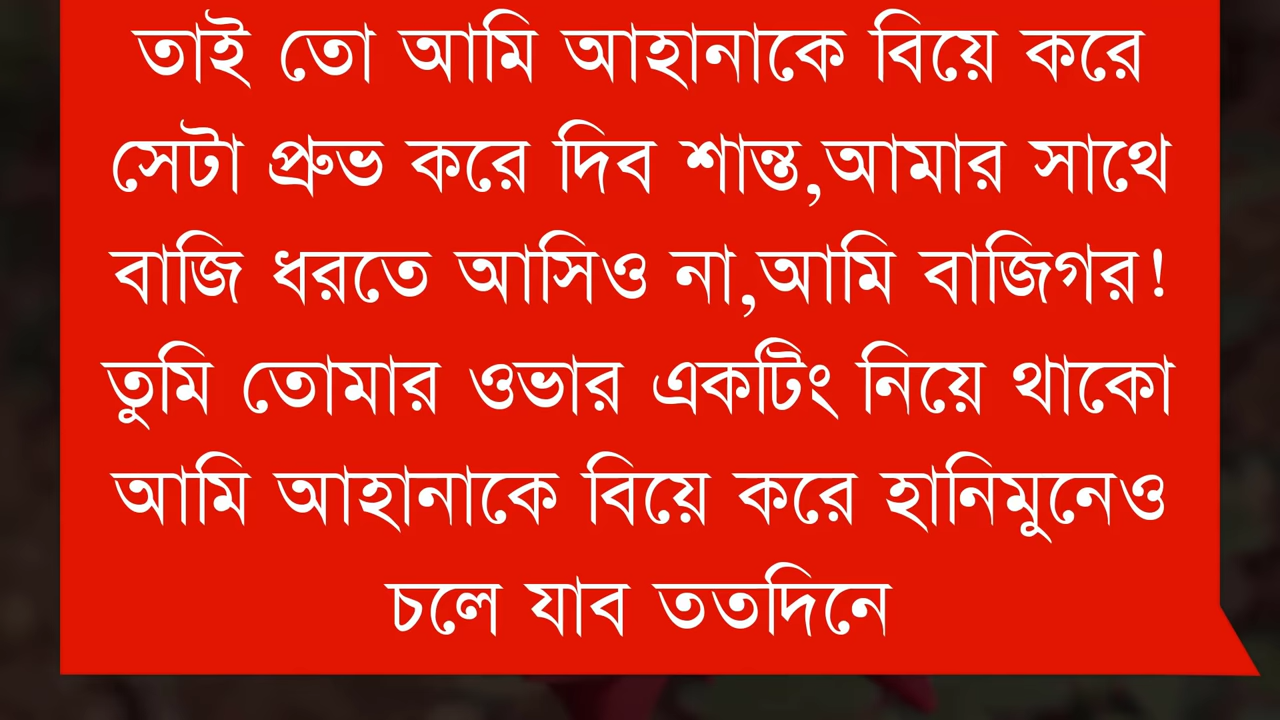 তাই তো আমি আহানাকে বিয়ে করে
সেটা প্রুভ করে দিব শান্ত,আমার সাথে
বাজি ধরতে আসিও না,আমি বাজিগর!
তুমি তোমার ওভার একটিং নিয়ে থাকো
আমি আহানাকে বিয়ে করে হানিমুনেও
চলে যাব ততদিনে